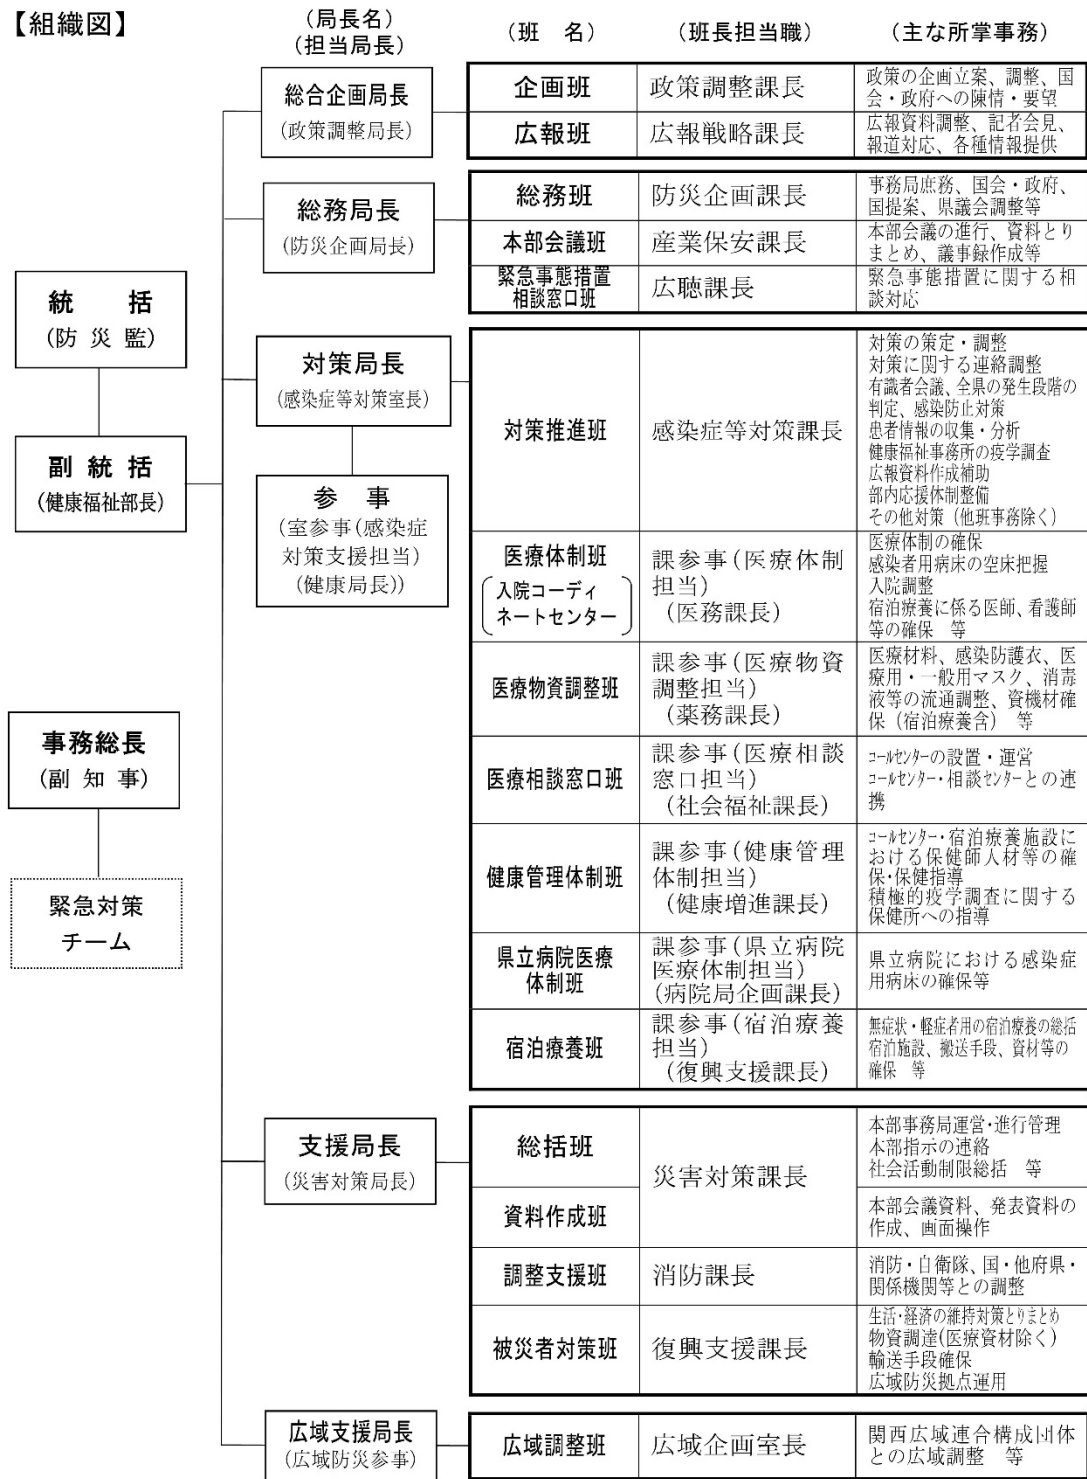 【組織図】
(局長名)
(担当局長)
(班　名)
(班長担当職)
(主な所掌事務)
統　　括
(防 災 監)
副 統 括
(健康福祉部長)
事務総長
(副 知 事)
緊急対策
チーム
総合企画局長
(政策調整局長)
企画班
政策調整課長
政策の企画立案、調整、国
会・政府への陳情・要望
広報班
広報戦略課長
広報資料調整、記者会見、
報道対応、各種情報提供
総務局長
(防災企画局長)
総務班
防災企画課長
事務局庶務、国会・政府、
国提案、県議会調整等
本部会議班
産業保安課長
本部会議の進行、資料とり
まとめ、議事録作成等
緊急事態措置
相談窓口班
広聴課長
緊急事態措置に関する相
談対応
対策局長
(感染症等対策室長)
参　事
(室参事(感染症
対策支援担当)
(健康局長))
対策推進班
感染症等対策課長
対策の策定・調整
対策に関する連絡調整
有識者会議、全県の発生段階の
判定、感染防止対策
患者情報の収集・分析
健康福祉事務所の疫学調査
広報資料作成補助
部内応援体制整備
その他対策（他班事務除く）
医療体制班
入院コーディ
ネートセンター
課参事(医療体制
担当)
(医務課長)
医療体制の確保
感染者用病床の空床把握
入院調整
宿泊療養に係る医師、看護師
等の確保　等
医療物資調整班
課参事(医療物資
調整担当)
(薬務課長)
医療材料、感染防護衣、医
療用・一般用マスク、消毒
液等の流通調整、資機材確
保（宿泊療養含）　等
医療相談窓口班
課参事(医療相談
窓口担当)
(社会福祉課長)
ｺｰﾙｾﾝﾀｰの設置・運営
ｺｰﾙｾﾝﾀｰ・相談ｾﾝﾀｰとの連
携
健康管理体制班
課参事(健康管理
体制担当)
(健康増進課長)
ｺｰﾙｾﾝﾀｰ・宿泊療養施設に
おける保健師人材等の確
保・保健指導
積極的疫学調査に関する
保健所への指導
県立病院医療
体制班
課参事(県立病院
医療体制担当)
(病院局企画課長)
県立病院における感染症
用病床の確保等
宿泊療養班
課参事(宿泊療養
担当)
(復興支援課長)
無症状・軽症者用の宿泊療養の総括
宿泊施設、搬送手段、資材等の
確保　等
支援局長
(災害対策局長)
総括班
災害対策課長
本部事務局運営・進行管理
本部指示の連絡
社会活動制限総括　等
資料作成班
本部会議資料、発表資料の
作成、画面操作
調整支援班
消防課長
消防・自衛隊、国・他府県・
関係機関等との調整
被災者対策班
復興支援課長
生活・経済の維持対策とりまとめ
物資調達(医療資材除く)
輸送手段確保
広域防災拠点運用
広域支援局長
(広域防災参事)
広域調整班
広域企画室長
関西広域連合構成団体
との広域調整　等